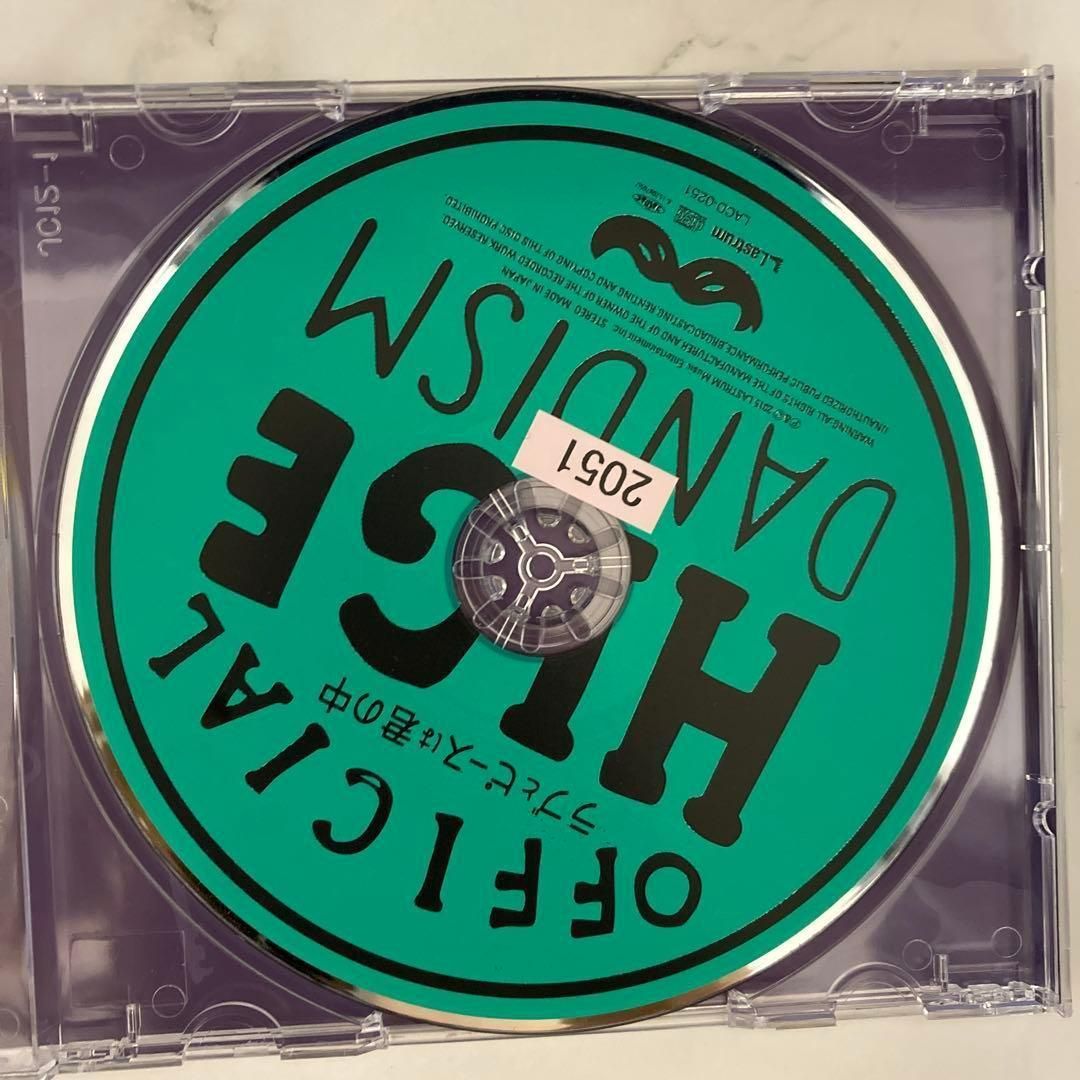 OFFICIAL
HIGE
DANDISM
ラブとピースは君の中
2051
Lastrum
LACD-0251
℗&© 2015 LASTRUM Music Entertainment Inc. STEREO MADE IN JAPAN
WARNING:ALL RIGHTS OF THE MANUFACTURER AND OF THE OWNER OF THE RECORDED WORK RESERVED.
UNAUTHORIZED PUBLIC PERFORMANCE,BROADCASTING,RENTING AND COPYING OF THIS DISC PROHIBITED.